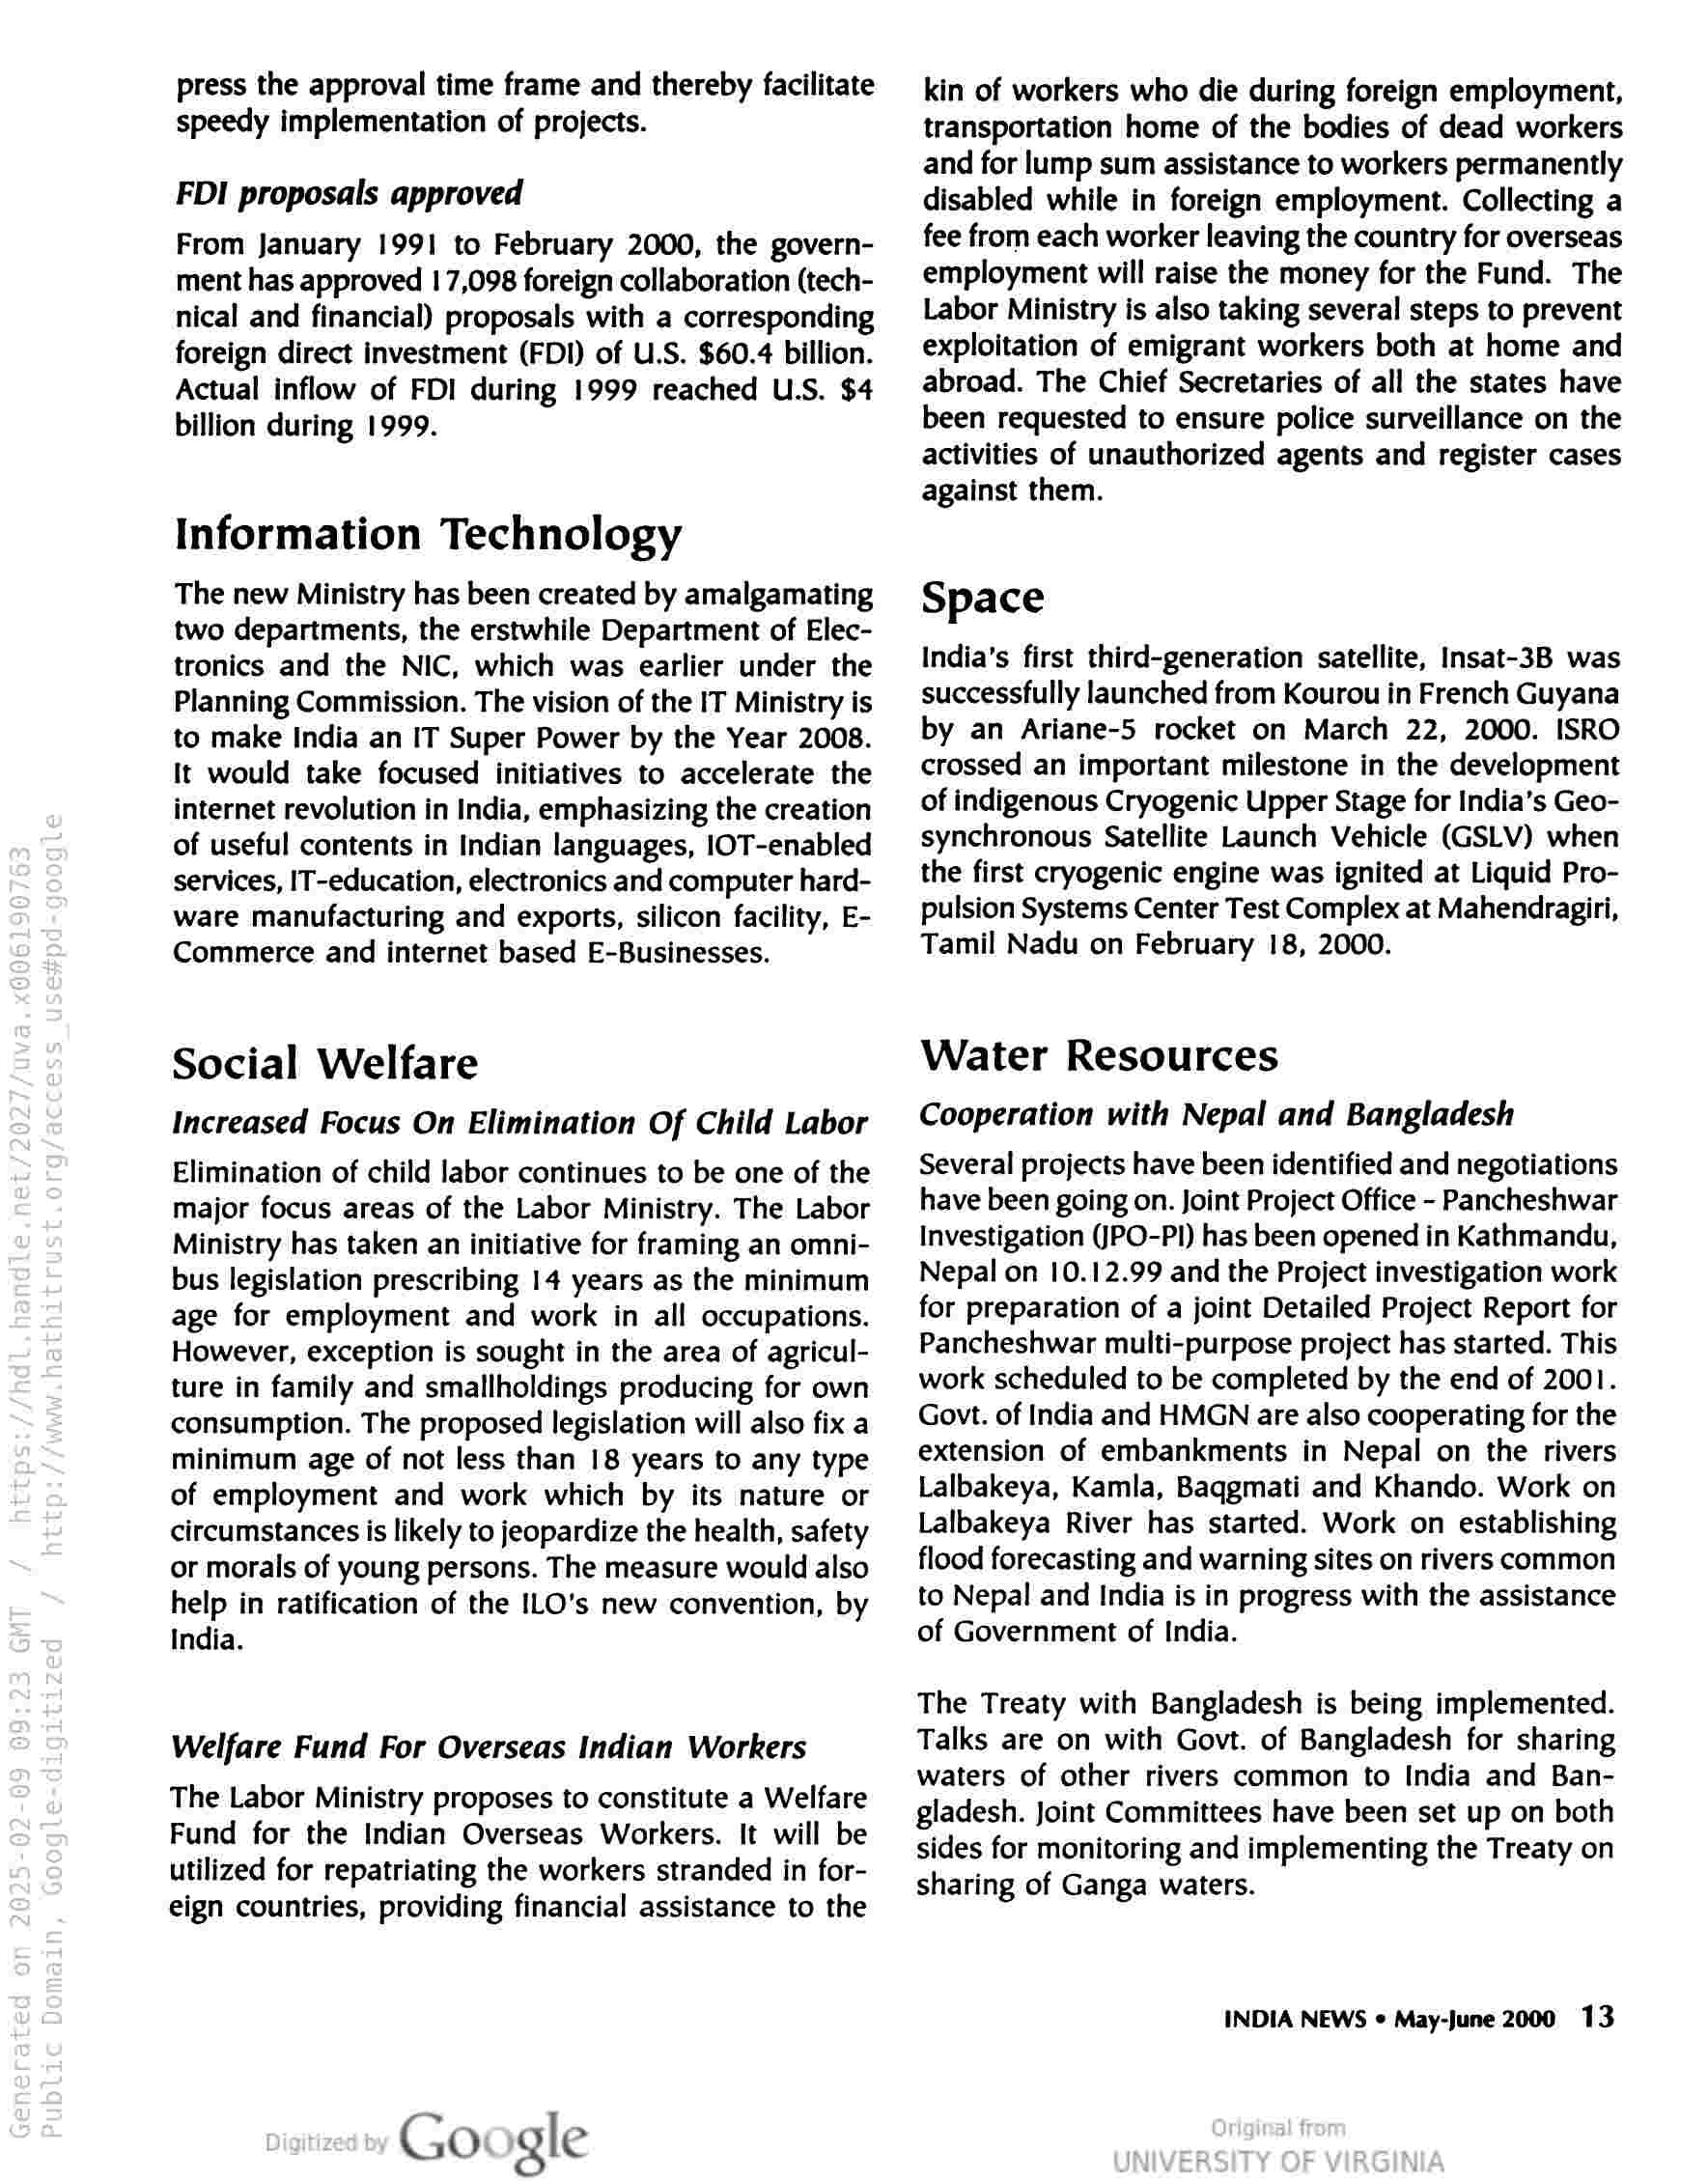 press the approval time frame and thereby facilitate
speedy implementation of projects.
FDI proposals approved
From January 1991 to February 2000, the govern-
ment has approved 17,098 foreign collaboration (tech-
nical and financial) proposals with a corresponding
foreign direct investment (FDI) of U.S. $60.4 billion.
Actual inflow of FDI during 1999 reached U.S. $4
billion during 1999.
Information Technology
The new Ministry has been created by amalgamating
two departments, the erstwhile Department of Elec-
tronics and the NIC, which was earlier under the
Planning Commission. The vision of the IT Ministry is
to make India an IT Super Power by the Year 2008.
It would take focused initiatives to accelerate the
internet revolution in India, emphasizing the creation
of useful contents in Indian languages, IOT-enabled
services, IT-education, electronics and computer hard-
ware manufacturing and exports, silicon facility, E-
Commerce and internet based E-Businesses.
Social Welfare
Increased Focus On Elimination Of Child Labor
Elimination of child labor continues to be one of the
major focus areas of the Labor Ministry. The Labor
Ministry has taken an initiative for framing an omni-
bus legislation prescribing 14 years as the minimum
age for employment and work in all occupations.
However, exception is sought in the area of agricul-
ture in family and smallholdings producing for own
consumption. The proposed legislation will also fix a
minimum age of not less than 18 years to any type
of employment and work which by its nature or
circumstances is likely to jeopardize the health, safety
or morals of young persons. The measure would also
help in ratification of the ILO's new convention, by
India.
Welfare Fund For Overseas Indian Workers
The Labor Ministry proposes to constitute a Welfare
Fund for the Indian Overseas Workers. It will be
utilized for repatriating the workers stranded in for-
eign countries, providing financial assistance to the
kin of workers who die during foreign employment,
transportation home of the bodies of dead workers
and for lump sum assistance to workers permanently
disabled while in foreign employment. Collecting a
fee from each worker leaving the country for overseas
employment will raise the money for the Fund. The
Labor Ministry is also taking several steps to prevent
exploitation of emigrant workers both at home and
abroad. The Chief Secretaries of all the states have
been requested to ensure police surveillance on the
activities of unauthorized agents and register cases
against them.
Space
India's first third-generation satellite, Insat-3B was
successfully launched from Kourou in French Guyana
by an Ariane-5 rocket on March 22, 2000. ISRO
crossed an important milestone in the development
of indigenous Cryogenic Upper Stage for India's Geo-
synchronous Satellite Launch Vehicle (GSLV) when
the first cryogenic engine was ignited at Liquid Pro-
pulsion Systems Center Test Complex at Mahendragiri,
Tamil Nadu on February 18, 2000.
Water Resources
Cooperation with Nepal and Bangladesh
Several projects have been identified and negotiations
have been going on. Joint Project Office - Pancheshwar
Investigation (JPO-PI) has been opened in Kathmandu,
Nepal on 10.12.99 and the Project investigation work
for preparation of a joint Detailed Project Report for
Pancheshwar multi-purpose project has started. This
work scheduled to be completed by the end of 2001.
Govt. of India and HMGN are also cooperating for the
extension of embankments in Nepal on the rivers
Lalbakeya, Kamla, Baqgmati and Khando. Work on
Lalbakeya River has started. Work on establishing
flood forecasting and warning sites on rivers common
to Nepal and India is in progress with the assistance
of Government of India.
The Treaty with Bangladesh is being implemented.
Talks are on with Govt. of Bangladesh for sharing
waters of other rivers common to India and Ban-
gladesh. Joint Committees have been set up on both
sides for monitoring and implementing the Treaty on
sharing of Ganga waters.
INDIA NEWS • May-June 2000 13
Generated on 2025-02-09 09:23 GMT / https://hdl.handle.net/2027/uva.x006190763
Public Domain, Google-digitized / http://www.hathitrust.org/access_use#pd-google
Digitized by Google
Original from
UNIVERSITY OF VIRGINIA